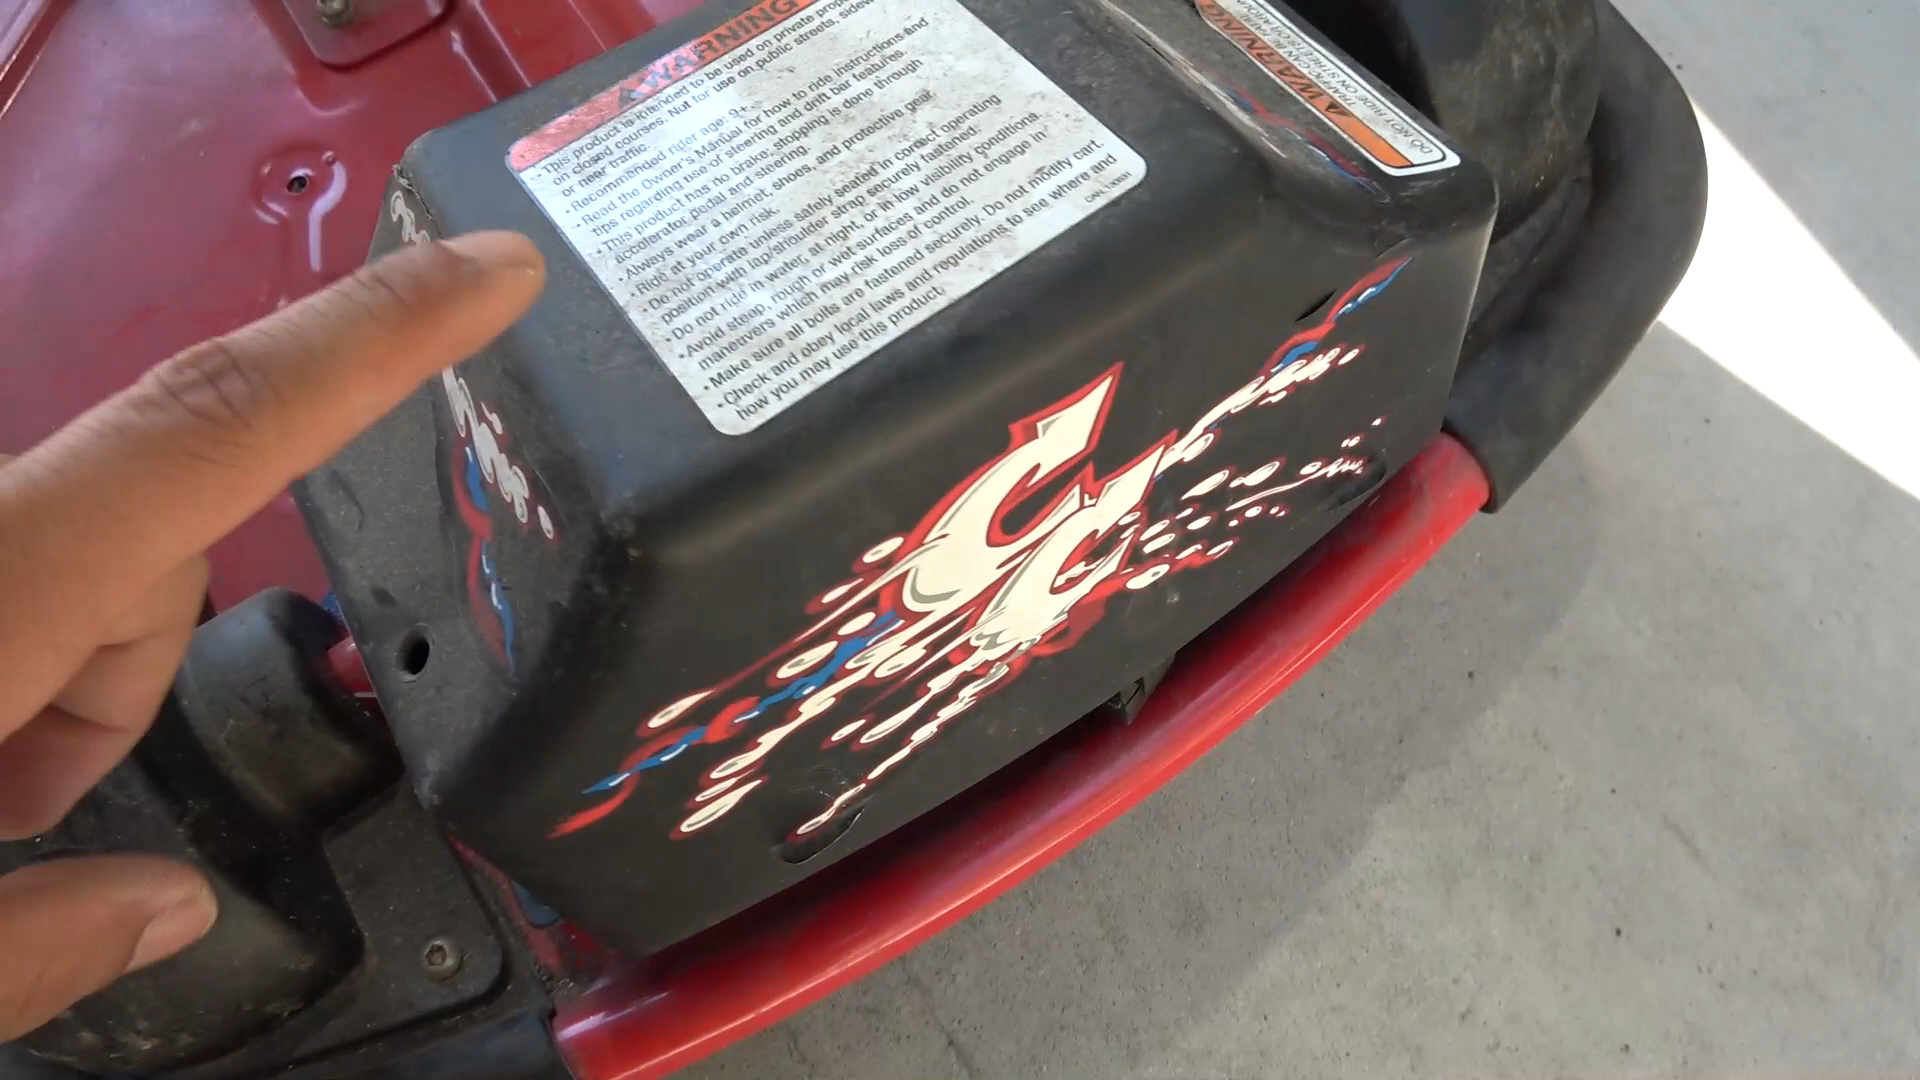 WARNING
• This product is intended to be used on private prop
on closed courses. Not for use on public streets, sidew
or near traffic.
• Recommended rider age: 9+.
• Read the Owner's Manual for how to ride instructions and
tips regarding use of steering and drift bar features.
• This product has no brake; stopping is done through
accelerator pedal and steering.
• Always wear a helmet, shoes, and protective gear.
• Ride at your own risk.
• Do not operate unless safely seated in correct operating
position with lap/shoulder strap securely fastened.
• Do not ride in water, at night, or in low visibility conditions.
• Avoid steep, rough or wet surfaces and do not engage in
maneuvers which may risk loss of control.
• Make sure all bolts are fastened securely. Do not modify cart.
• Check and obey local laws and regulations to see where and
how you may use this product.
WARNING
TRAFFIC CAN BE FATAL!
DO NOT RIDE ON STREETS OR